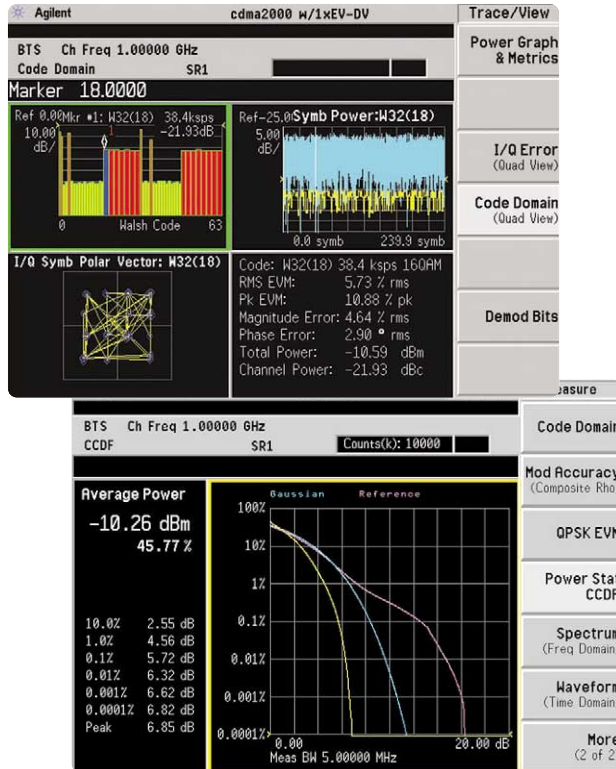 Agilent cdma2000 w/1xEV-DV Trace/View
BTS Ch Freq 1.00000 GHz
Code Domain SR1
Marker 18.0000
Ref 0.00 Mkr #1: W32(18) 38.4ksps
10.00 1 -21.93dB
dB/
0 Walsh Code 63
Ref-25.0 Symb Power:W32(18)
5.00
dB/
0.0 symb 239.9 symb
I/Q Symb Polar Vector: W32(18)
Code: W32(18) 38.4 ksps 16QAM
RMS EVM: 5.73 % rms
Pk EVM: 10.88 % pk
Magnitude Error: 4.64 % rms
Phase Error: 2.90 ° rms
Total Power: -10.59 dBm
Channel Power: -21.93 dBc
Power Graph
& Metrics
I/Q Error
(Quad View)
Code Domain
(Quad View)
Demod Bits
BTS Ch Freq 1.00000 GHz
CCDF SR1 Counts(k): 10000
Average Power
-10.26 dBm
45.77 %
10.0% 2.55 dB
1.0% 4.56 dB
0.1% 5.72 dB
0.01% 6.32 dB
0.001% 6.62 dB
0.0001% 6.82 dB
Peak 6.85 dB
Gaussian Reference
100%
10%
1%
0.1%
0.01%
0.001%
0.0001%
0.00 20.00 dB
Meas BW 5.00000 MHz
easure
Code Domain
Mod Accuracy
(Composite Rho
QPSK EVM
Power Stat
CCDF
Spectrum
(Freq Domain
Waveform
(Time Domain
More
(2 of 2